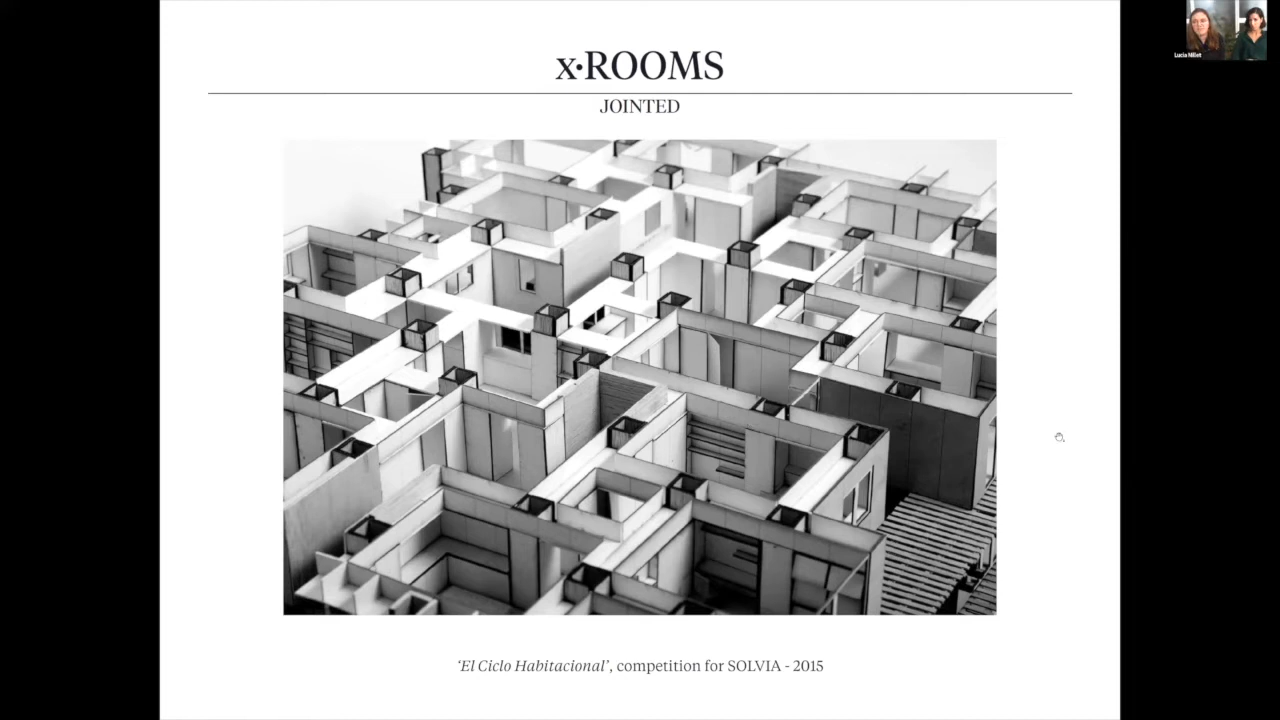 x·ROOMS
JOINTED
‘El Ciclo Habitacional’, competition for SOLVIA - 2015
Lucia Millet